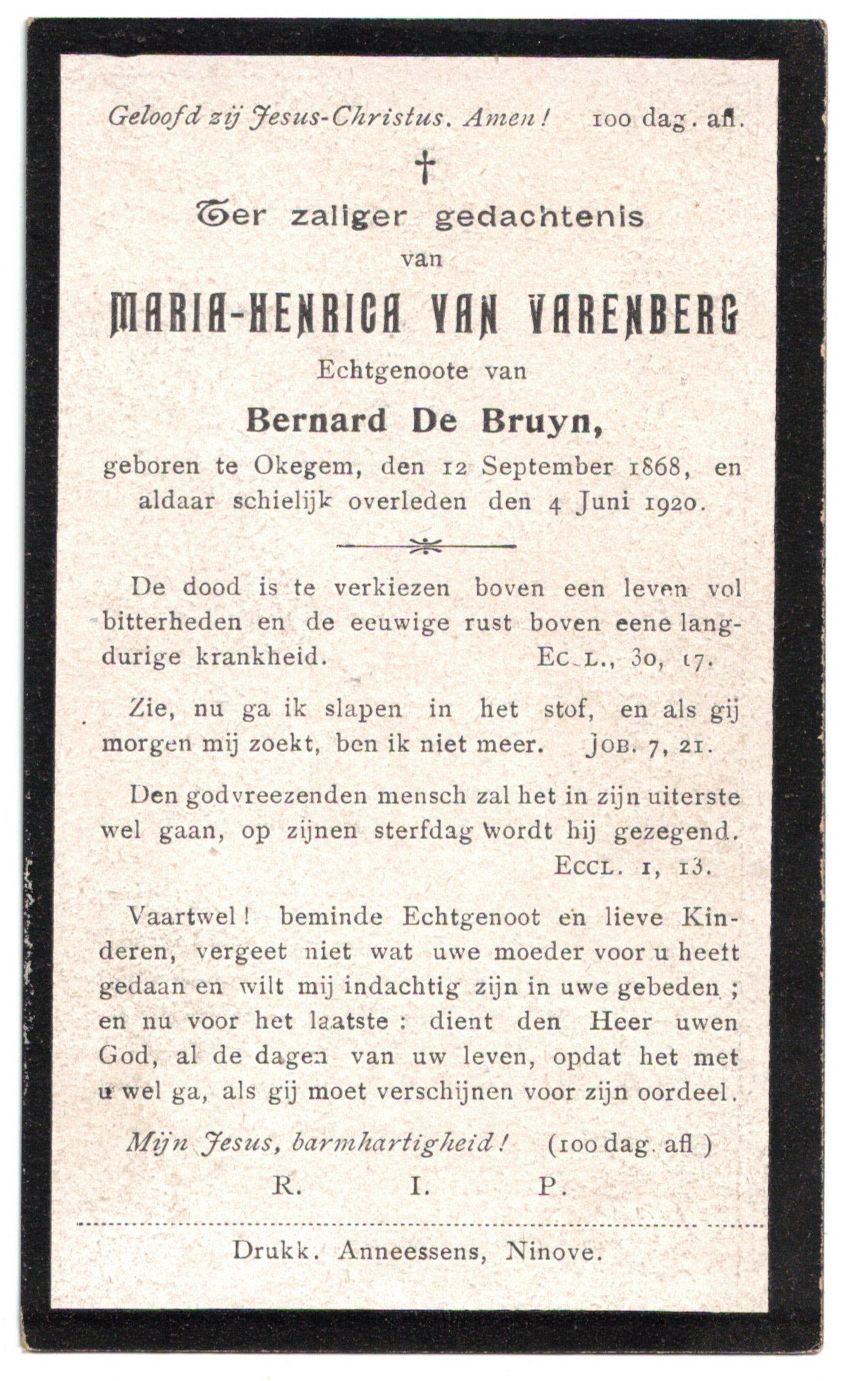 Geloofd zij Jesus-Christus. Amen! 100 dag. afl.
†
Ter zaliger gedachtenis
van
MARIA-HENRICA VAN VARENBERG
Echtgenoote van
Bernard De Bruyn,
geboren te Okegem, den 12 September 1868, en
aldaar schielijk overleden den 4 Juni 1920.
De dood is te verkiezen boven een leven vol
bitterheden en de eeuwige rust boven eene lang-
durige krankheid. ECCL., 30, 17.
Zie, nu ga ik slapen in het stof, en als gij
morgen mij zoekt, ben ik niet meer. JOB. 7, 21.
Den godvreezenden mensch zal het in zijn uiterste
wel gaan, op zijnen sterfdag wordt hij gezegend.
ECCL. 1, 13.
Vaartwel! beminde Echtgenoot en lieve Kin-
deren, vergeet niet wat uwe moeder voor u heeft
gedaan en wilt mij indachtig zijn in uwe gebeden;
en nu voor het laatste: dient den Heer uwen
God, al de dagen van uw leven, opdat het met
u wel ga, als gij moet verschijnen voor zijn oordeel.
Mijn Jesus, barmhartigheid! (100 dag. afl)
R. I. P.
Drukk. Anneessens, Ninove.